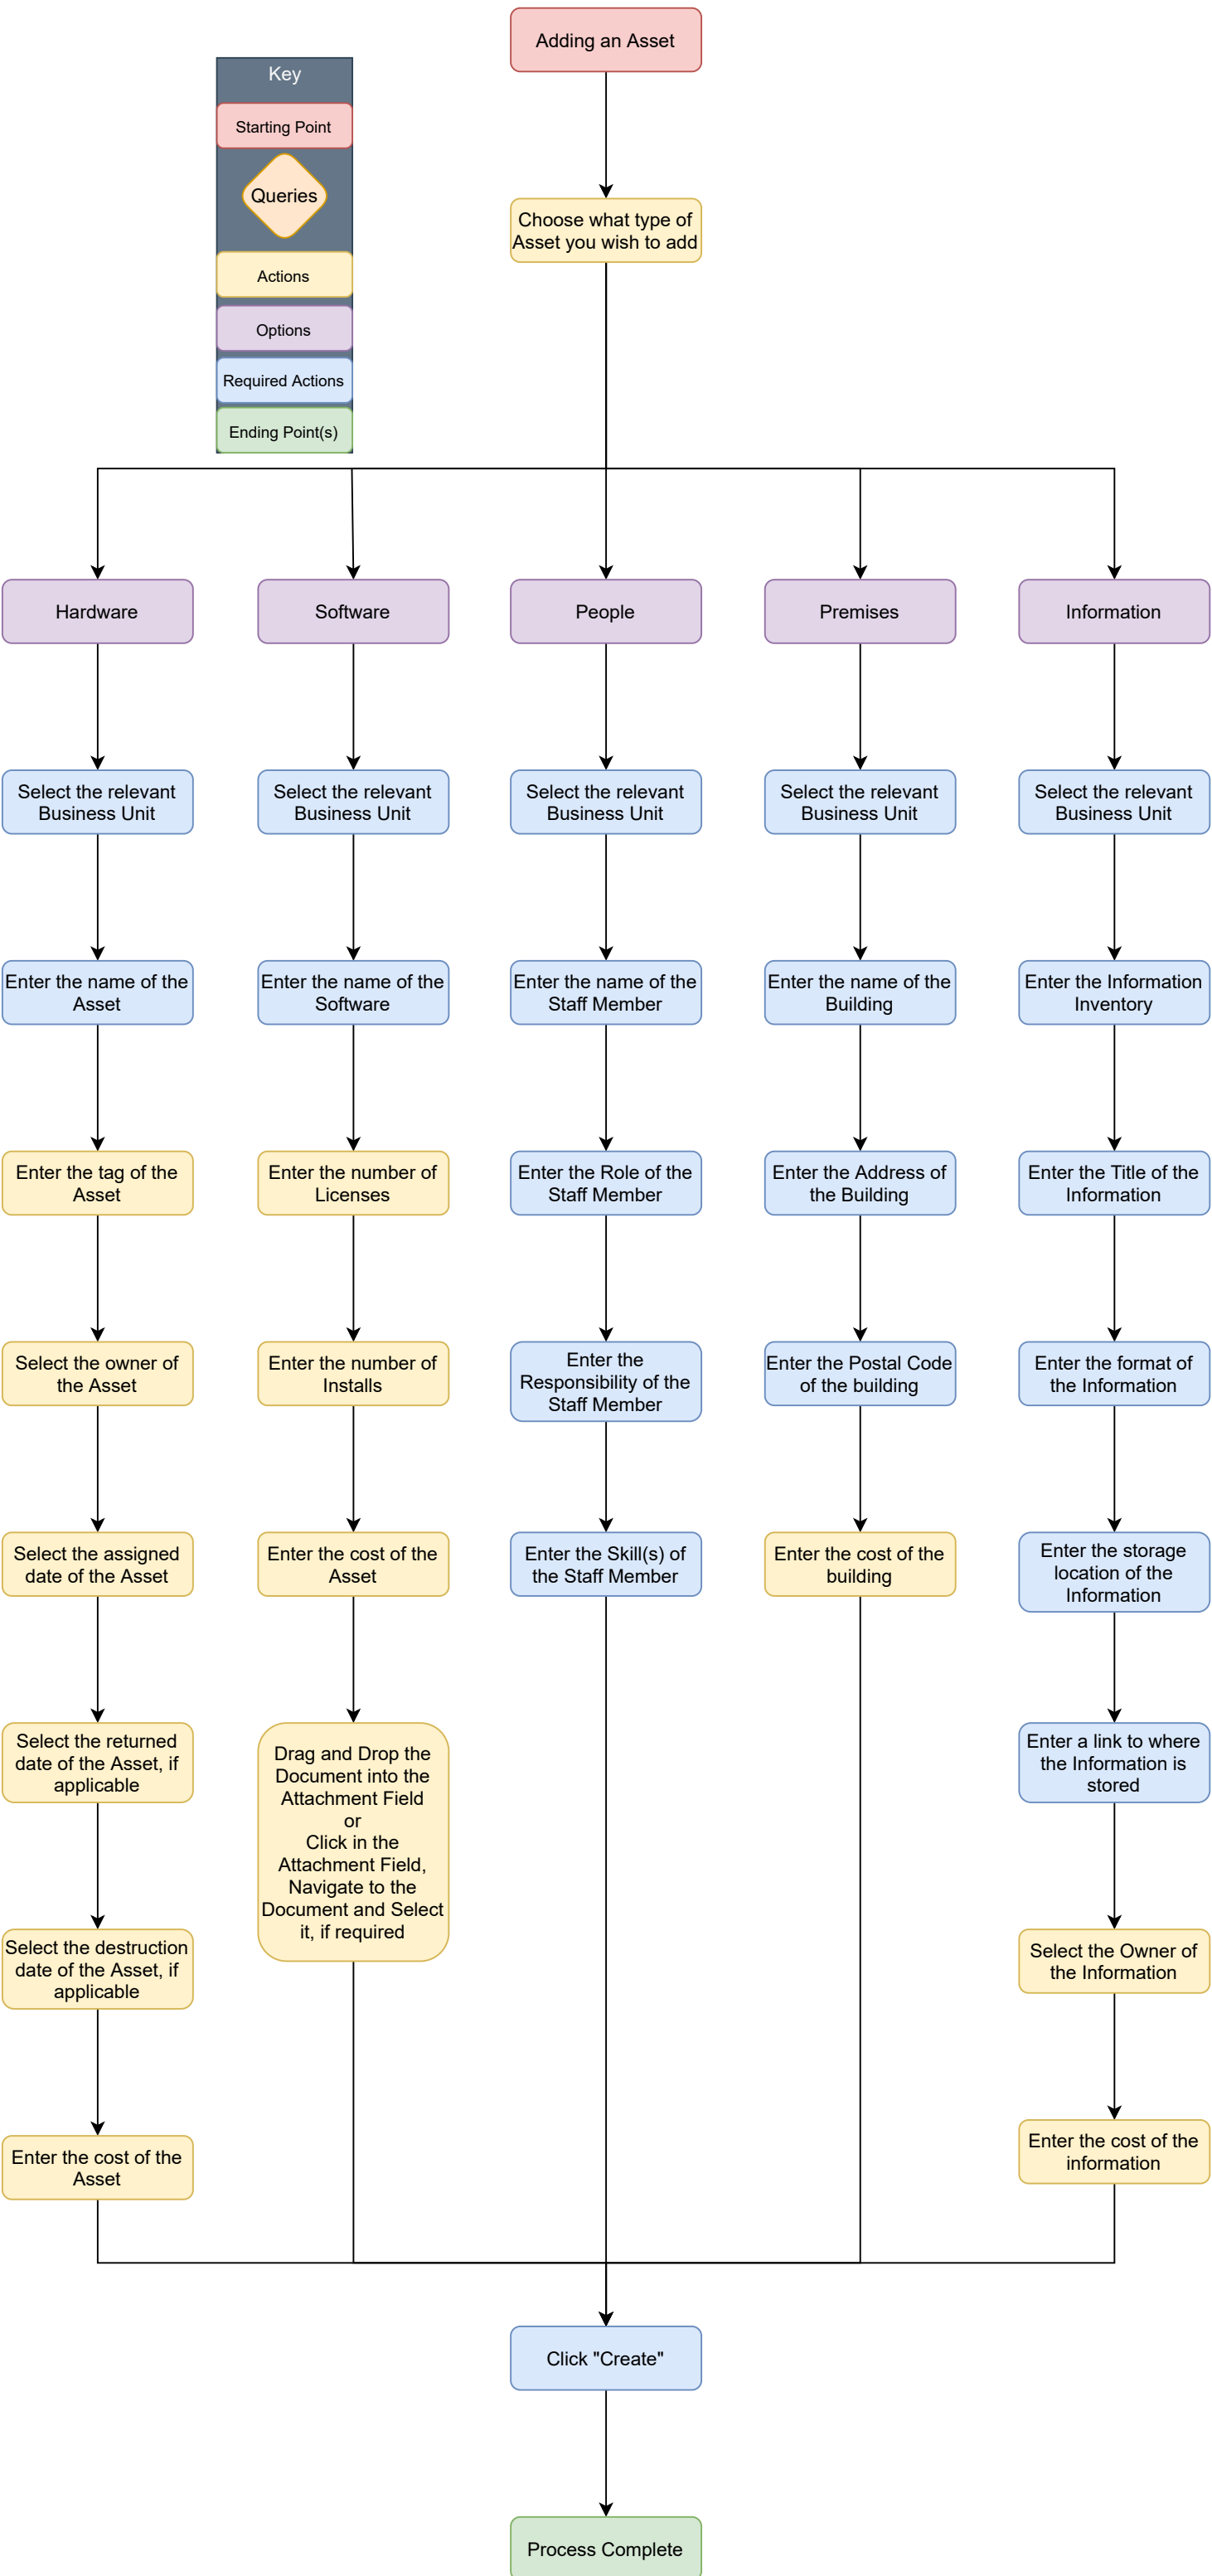 Adding an Asset
Key
Starting Point
Queries
Actions
Options
Required Actions
Ending Point(s)
Choose what type of
Asset you wish to add
Hardware
Software
People
Premises
Information
Select the relevant
Business Unit
Select the relevant
Business Unit
Select the relevant
Business Unit
Select the relevant
Business Unit
Select the relevant
Business Unit
Enter the name of the
Asset
Enter the name of the
Software
Enter the name of the
Staff Member
Enter the name of the
Building
Enter the Information
Inventory
Enter the tag of the
Asset
Enter the number of
Licenses
Enter the Role of the
Staff Member
Enter the Address of
the Building
Enter the Title of the
Information
Select the owner of
the Asset
Enter the number of
Installs
Enter the
Responsibility of the
Staff Member
Enter the Postal Code
of the building
Enter the format of
the Information
Select the assigned
date of the Asset
Enter the cost of the
Asset
Enter the Skill(s) of
the Staff Member
Enter the cost of the
building
Enter the storage
location of the
Information
Select the returned
date of the Asset, if
applicable
Drag and Drop the
Document into the
Attachment Field
or
Click in the
Attachment Field,
Navigate to the
Document and Select
it, if required
Enter a link to where
the Information is
stored
Select the destruction
date of the Asset, if
applicable
Select the Owner of
the Information
Enter the cost of the
Asset
Enter the cost of the
information
Click "Create"
Process Complete